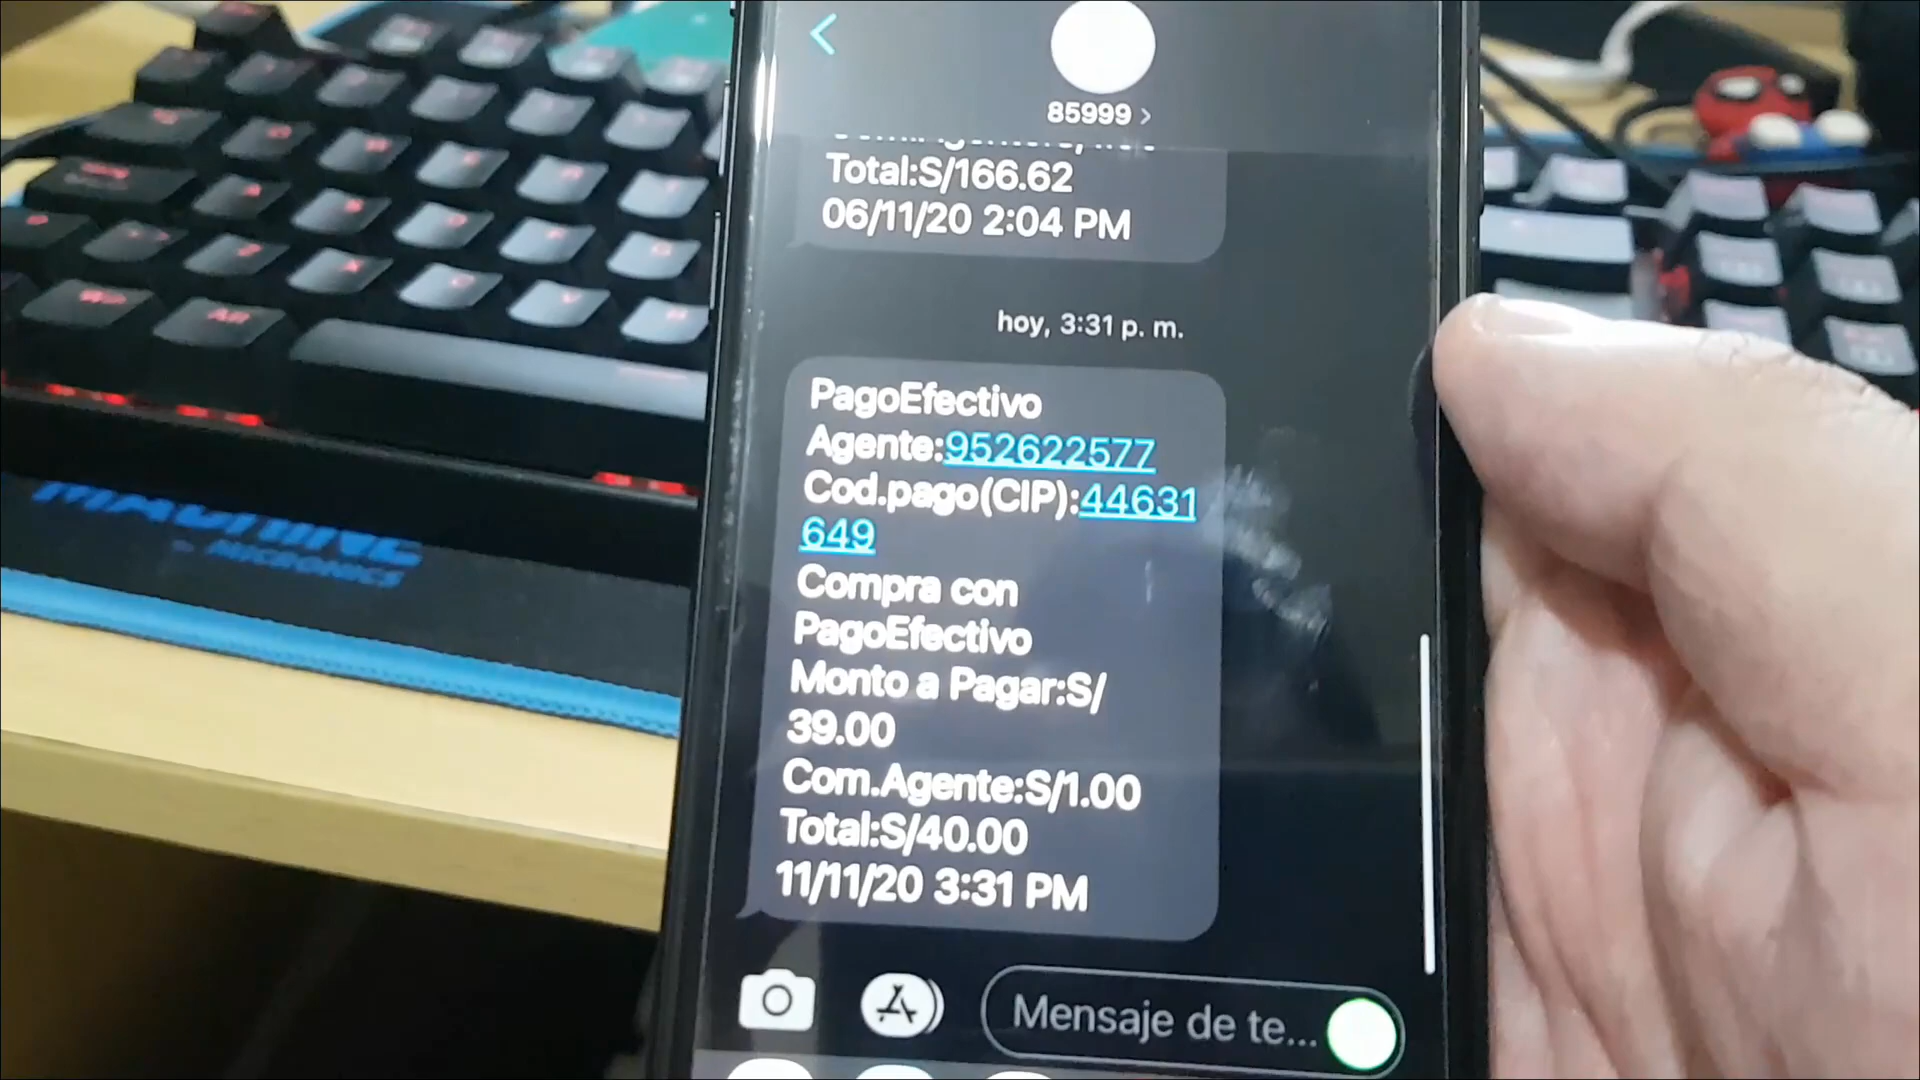 85999 >
Total:S/166.62
06/11/20 2:04 PM
hoy, 3:31 p. m.
PagoEfectivo
Agente:952622577
Cod.pago(CIP):44631
649
Compra con
PagoEfectivo
Monto a Pagar:S/
39.00
Com.Agente:S/1.00
Total:S/40.00
11/11/20 3:31 PM
Mensaje de te...
MICRONICS